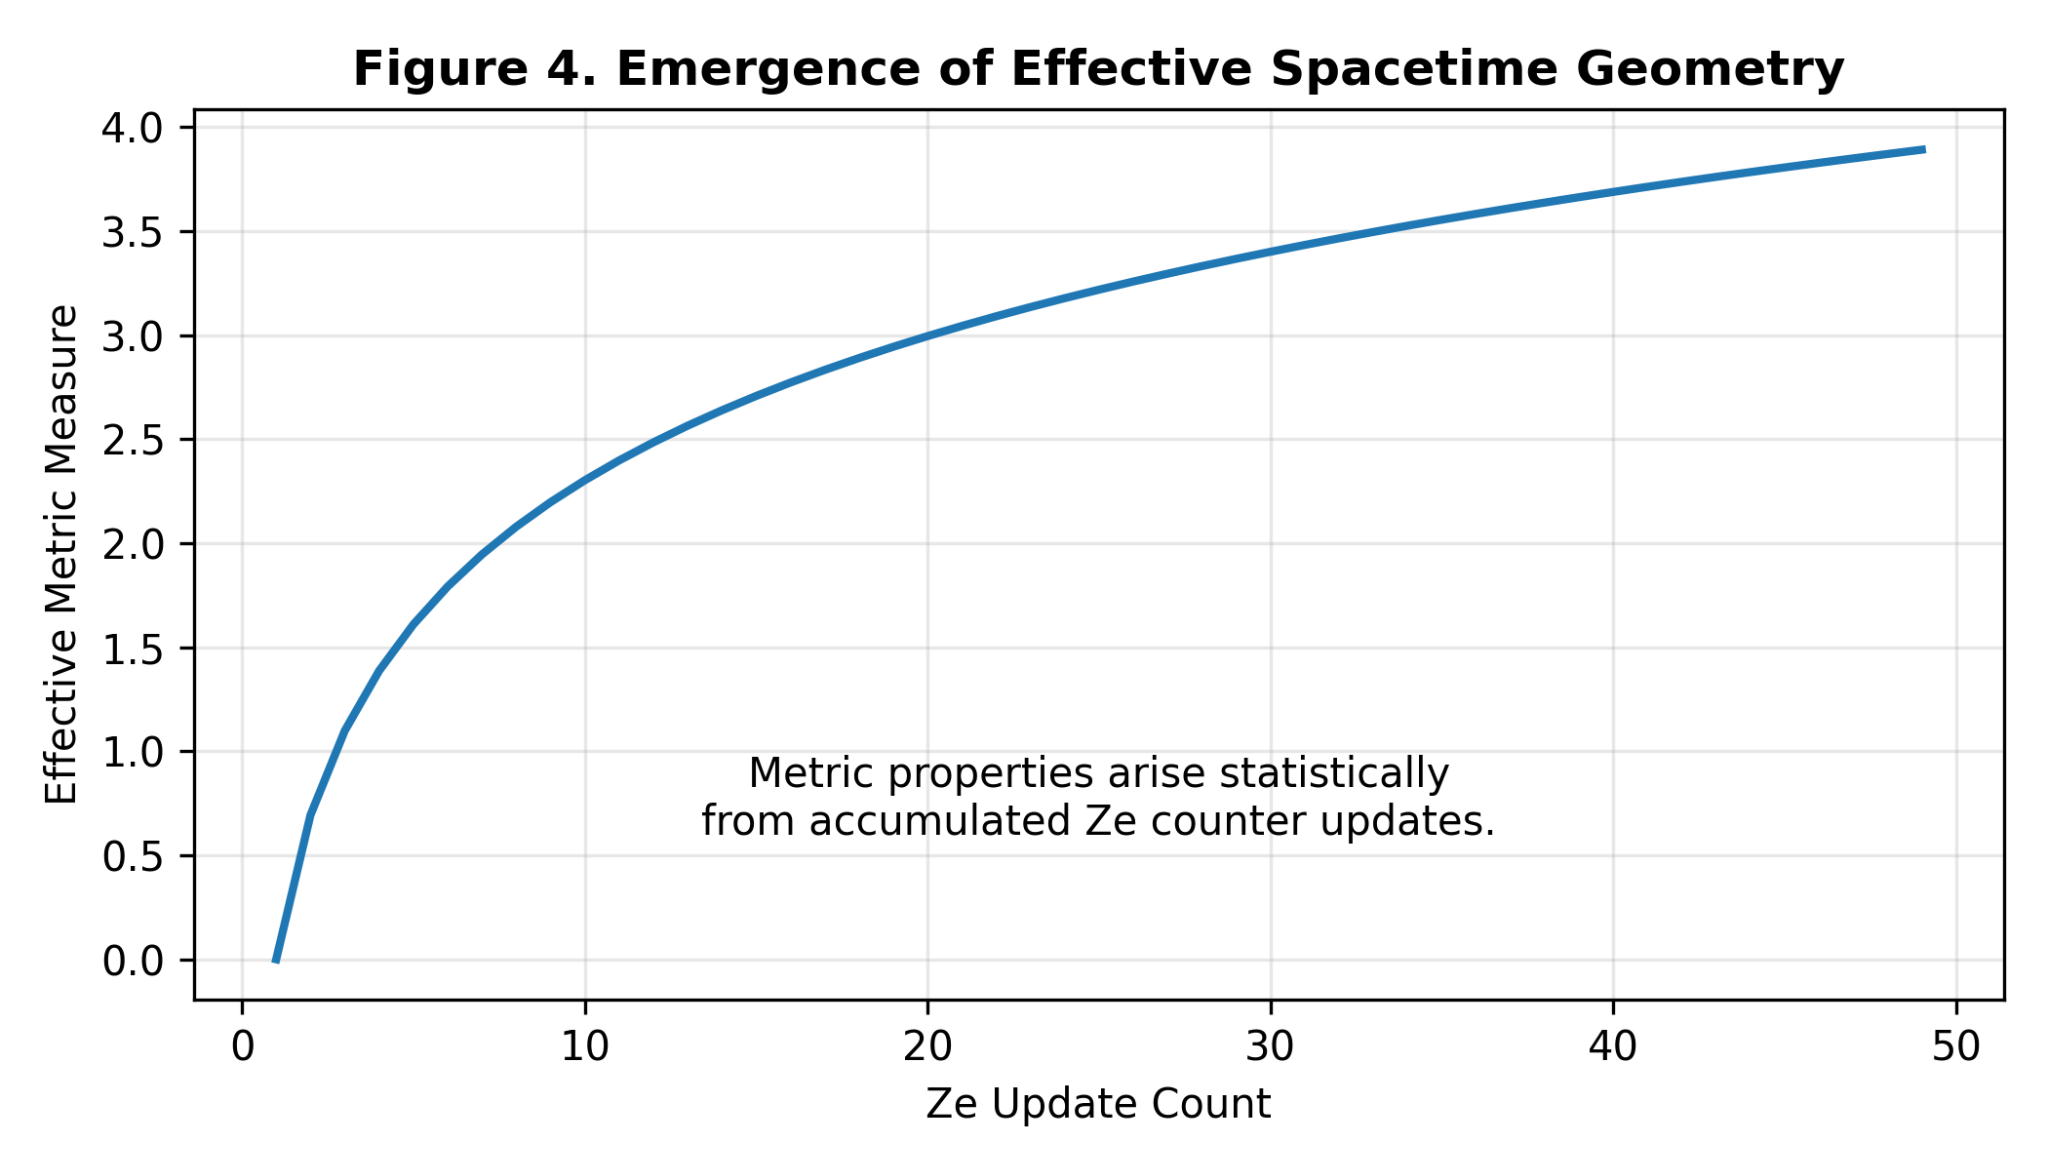 Figure 4. Emergence of Effective Spacetime Geometry
4.0
3.5
3.0
2.5
2.0
1.5
1.0
0.5
0.0
Effective Metric Measure
Metric properties arise statistically
from accumulated Ze counter updates.
0 10 20 30 40 50
Ze Update Count